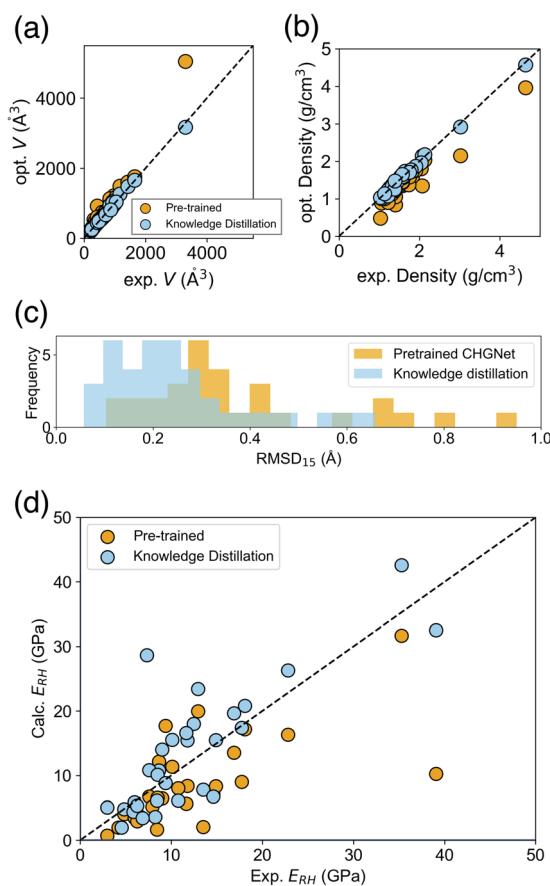 (a)
opt. V (Å³)
4000
2000
0
0 2000 4000
exp. V (Å³)
Pre-trained
Knowledge Distillation
(b)
opt. Density (g/cm³)
5
4
3
2
1
0
0 2 4
exp. Density (g/cm³)
(c)
Frequency
5
0
0.0 0.2 0.4 0.6 0.8 1.0
RMSD₁₅ (Å)
Pretrained CHGNet
Knowledge distillation
(d)
Calc. E_RH (GPa)
50
40
30
20
10
0
0 10 20 30 40 50
Exp. E_RH (GPa)
Pre-trained
Knowledge Distillation